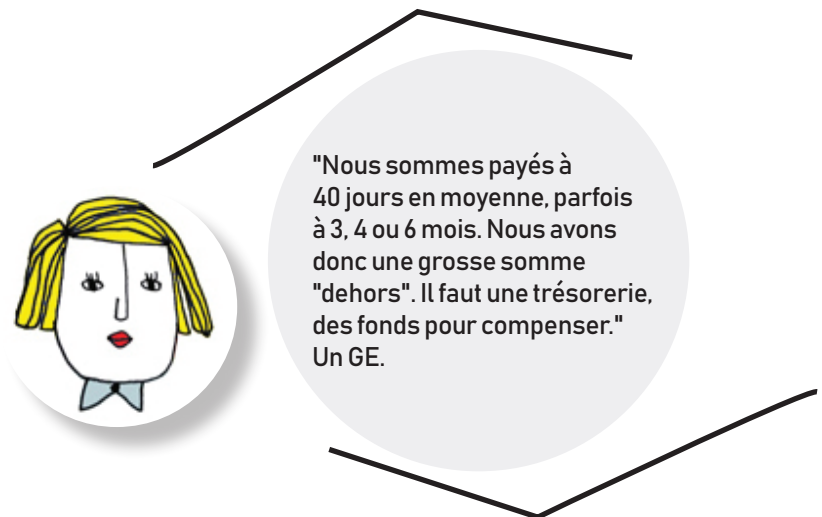 "Nous sommes payés à
40 jours en moyenne, parfois
à 3, 4 ou 6 mois. Nous avons
donc une grosse somme
"dehors". Il faut une trésorerie,
des fonds pour compenser."
Un GE.